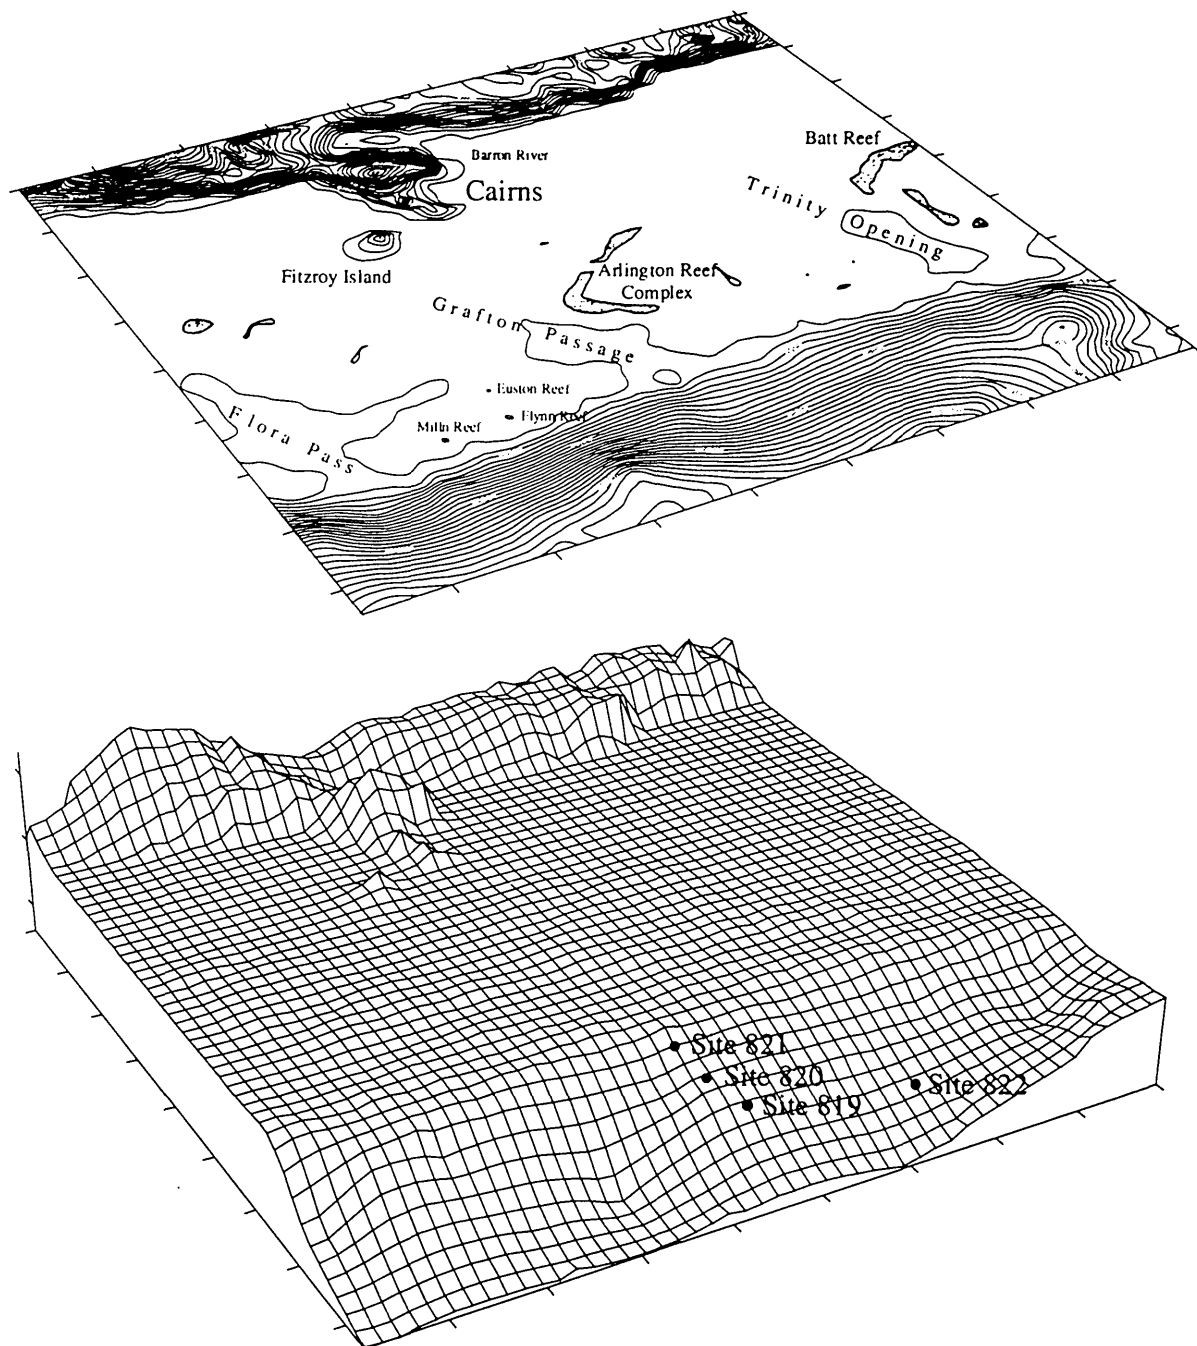 Batt Reef
Barron River
Cairns
Trinity Opening
Fitzroy Island
Arlington Reef
Complex
Grafton Passage
Euston Reef
Flynn Reef
Milln Reef
Flora Pass
Site 821
Site 820
Site 822
Site 819